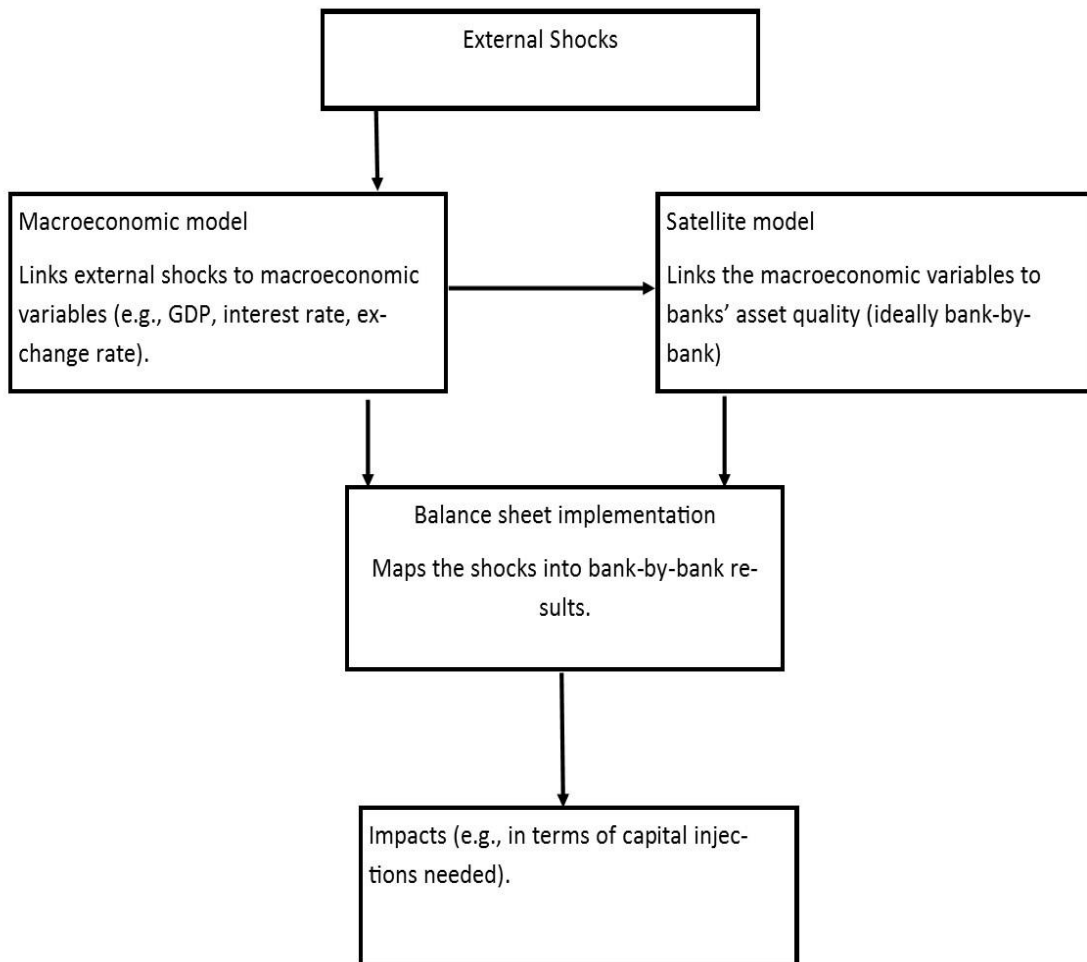 External Shocks
Macroeconomic model
Links external shocks to macroeconomic
variables (e.g., GDP, interest rate, ex-
change rate).
Satellite model
Links the macroeconomic variables to
banks’ asset quality (ideally bank-by-
bank)
Balance sheet implementation
Maps the shocks into bank-by-bank re-
sults.
Impacts (e.g., in terms of capital injec-
tions needed).